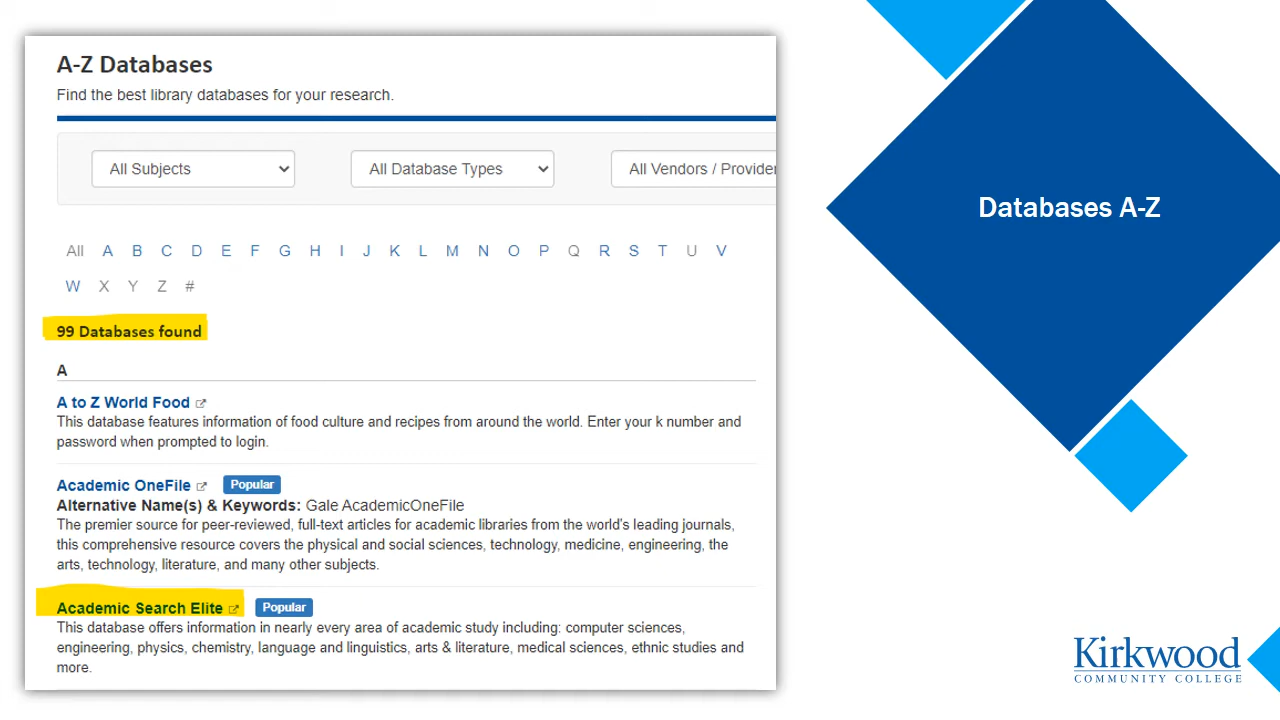 A-Z Databases
Find the best library databases for your research.
All Subjects
All Database Types
All Vendors / Provider
All A B C D E F G H I J K L M N O P Q R S T U V
W X Y Z #
99 Databases found
A
A to Z World Food
This database features information of food culture and recipes from around the world. Enter your k number and
password when prompted to login.
Academic OneFile Popular
Alternative Name(s) & Keywords: Gale AcademicOneFile
The premier source for peer-reviewed, full-text articles for academic libraries from the world's leading journals,
this comprehensive resource covers the physical and social sciences, technology, medicine, engineering, the
arts, technology, literature, and many other subjects.
Academic Search Elite Popular
This database offers information in nearly every area of academic study including: computer sciences,
engineering, physics, chemistry, language and linguistics, arts & literature, medical sciences, ethnic studies and
more.
Databases A-Z
Kirkwood
COMMUNITY COLLEGE